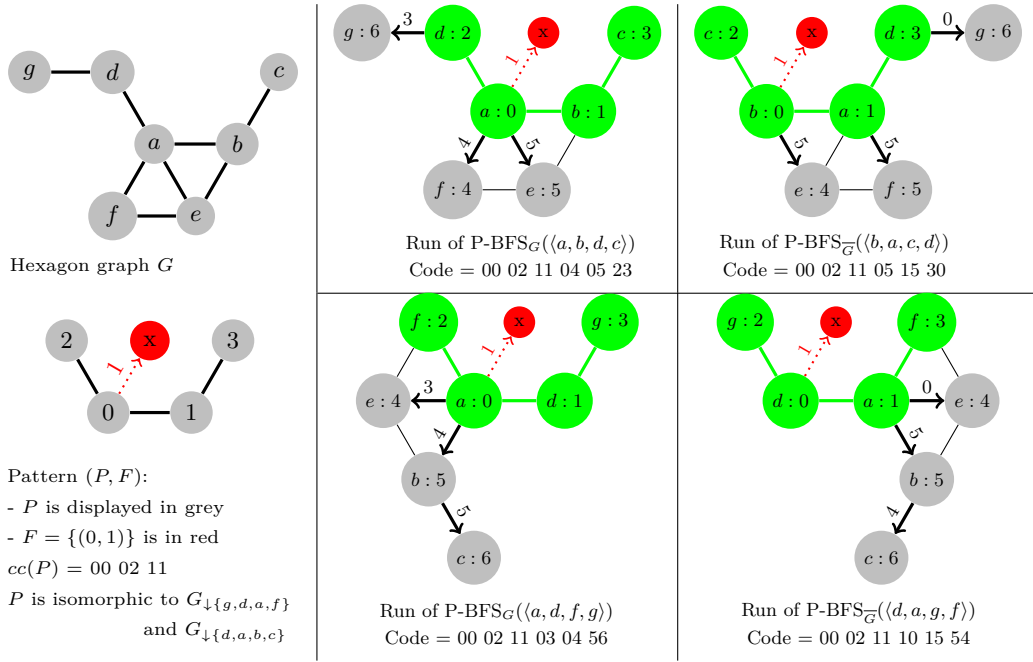 g
d
c
a
b
f
e
Hexagon graph G
2
x
3
1
0
1
Pattern (P, F):
- P is displayed in grey
- F = {(0, 1)} is in red
cc(P) = 00 02 11
P is isomorphic to G↓{g,d,a,f}
and G↓{d,a,b,c}
g : 6
3
d : 2
x
c : 3
1
a : 0
b : 1
4
5
f : 4
e : 5
Run of P-BFS_G(⟨a, b, d, c⟩)
Code = 00 02 11 04 05 23
c : 2
x
d : 3
0
g : 6
1
b : 0
a : 1
5
5
e : 4
f : 5
Run of P-BFS_G̅(⟨b, a, c, d⟩)
Code = 00 02 11 05 15 30
f : 2
x
g : 3
1
e : 4
3
a : 0
d : 1
4
b : 5
5
c : 6
Run of P-BFS_G(⟨a, d, f, g⟩)
Code = 00 02 11 03 04 56
g : 2
x
f : 3
1
d : 0
a : 1
0
e : 4
5
b : 5
4
c : 6
Run of P-BFS_G̅(⟨d, a, g, f⟩)
Code = 00 02 11 10 15 54